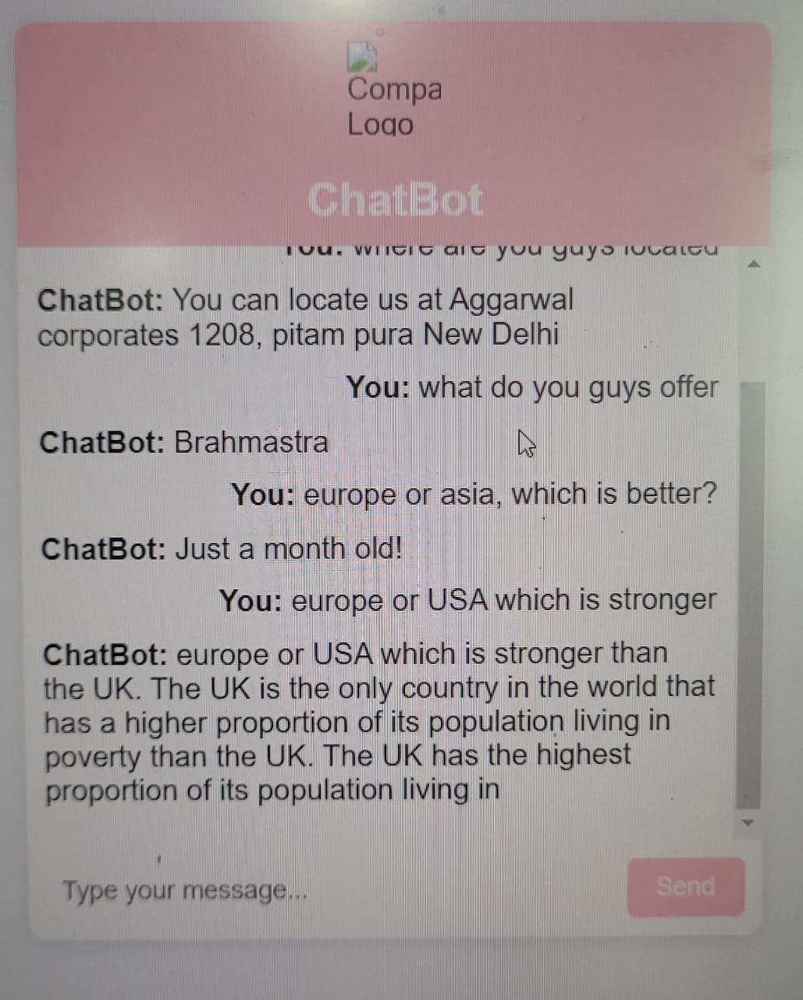 Compa
Logo
ChatBot
You: where are you guys located
ChatBot: You can locate us at Aggarwal
corporates 1208, pitam pura New Delhi
You: what do you guys offer
ChatBot: Brahmastra
You: europe or asia, which is better?
ChatBot: Just a month old!
You: europe or USA which is stronger
ChatBot: europe or USA which is stronger than
the UK. The UK is the only country in the world that
has a higher proportion of its population living in
poverty than the UK. The UK has the highest
proportion of its population living in
Type your message...
Send